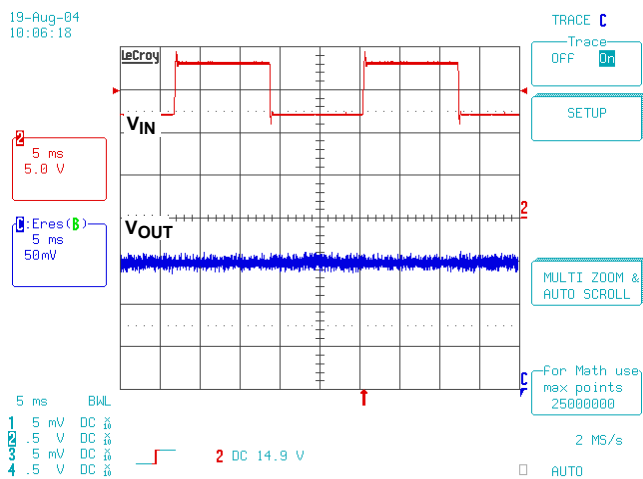 19-Aug-04
10:06:18
LeCroy
VIN
VOUT
2
5 ms
5.0 V
C:Eres(B)
5 ms
50mV
2
C
5 ms BWL
1 5 mV DC x10
2 .5 V DC x10
3 5 mV DC x10
4 .5 V DC x10
2 DC 14.9 V
TRACE C
Trace
OFF On
SETUP
MULTI ZOOM &
AUTO SCROLL
For Math use
max points
25000000
2 MS/s
AUTO